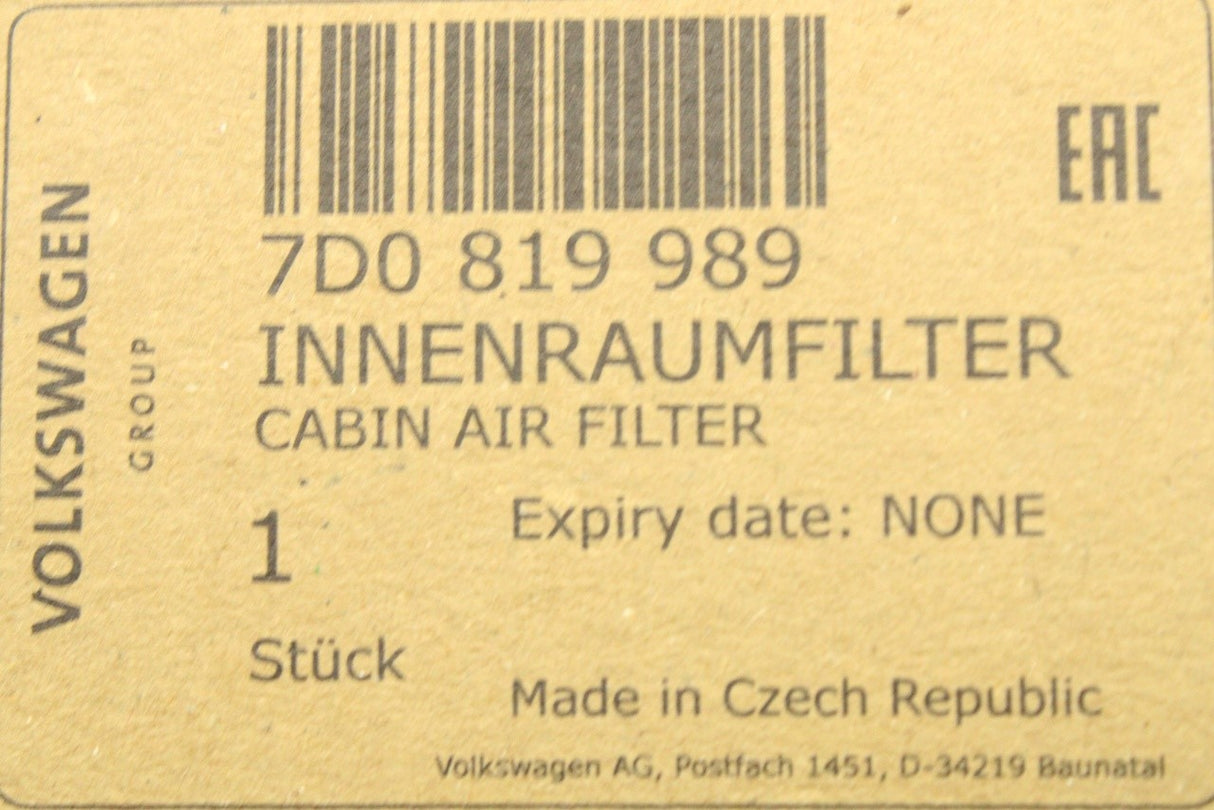 VOLKSWAGEN
GROUP
EAC
7D0 819 989
INNENRAUMFILTER
CABIN AIR FILTER
1
Expiry date: NONE
Stück
Made in Czech Republic
Volkswagen AG, Postfach 1451, D-34219 Baunatal